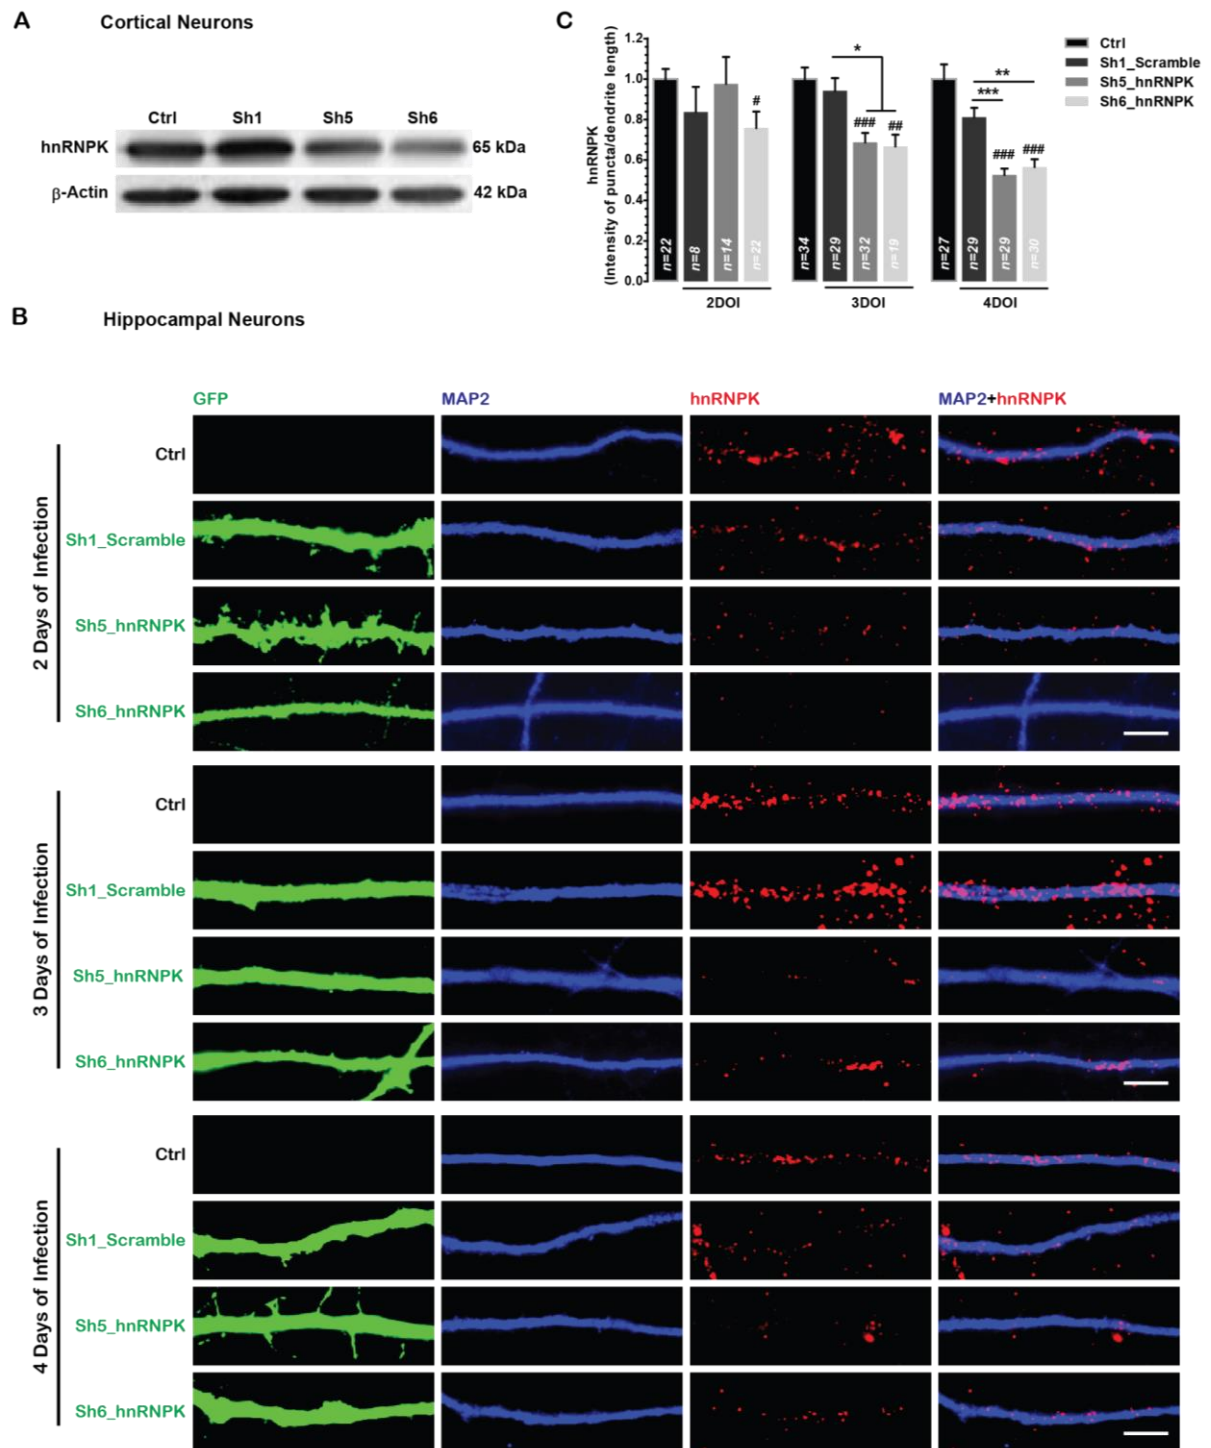 A
Cortical Neurons
Ctrl Sh1 Sh5 Sh6
hnRNPK 65 kDa
β-Actin 42 kDa
C
hnRNPK
(Intensity of puncta/dendrite length)
1.2
1.0
0.8
0.6
0.4
0.2
0.0
* ** ***
# ### ## ### ###
n=22 n=8 n=14 n=22 n=34 n=29 n=32 n=19 n=27 n=29 n=29 n=30
2DOI 3DOI 4DOI
Ctrl
Sh1_Scramble
Sh5_hnRNPK
Sh6_hnRNPK
B
Hippocampal Neurons
GFP MAP2 hnRNPK MAP2+hnRNPK
2 Days of Infection
Ctrl
Sh1_Scramble
Sh5_hnRNPK
Sh6_hnRNPK
3 Days of Infection
Ctrl
Sh1_Scramble
Sh5_hnRNPK
Sh6_hnRNPK
4 Days of Infection
Ctrl
Sh1_Scramble
Sh5_hnRNPK
Sh6_hnRNPK